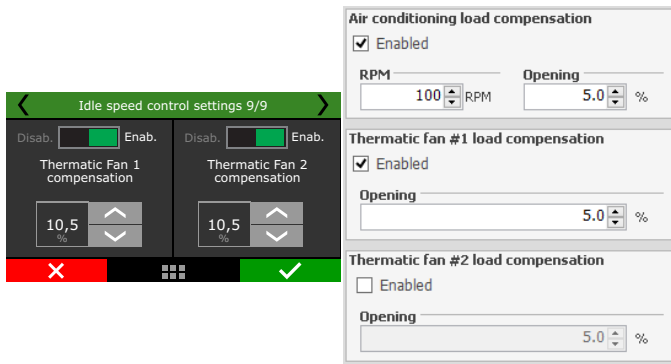 Idle speed control settings 9/9
Disab. Enab. Disab. Enab.
Thermatic Fan 1 Thermatic Fan 2
compensation compensation
10,5 10,5
% %
Air conditioning load compensation
Enabled
RPM Opening
100 RPM 5.0 %
Thermatic fan #1 load compensation
Enabled
Opening
5.0 %
Thermatic fan #2 load compensation
Enabled
Opening
5.0 %